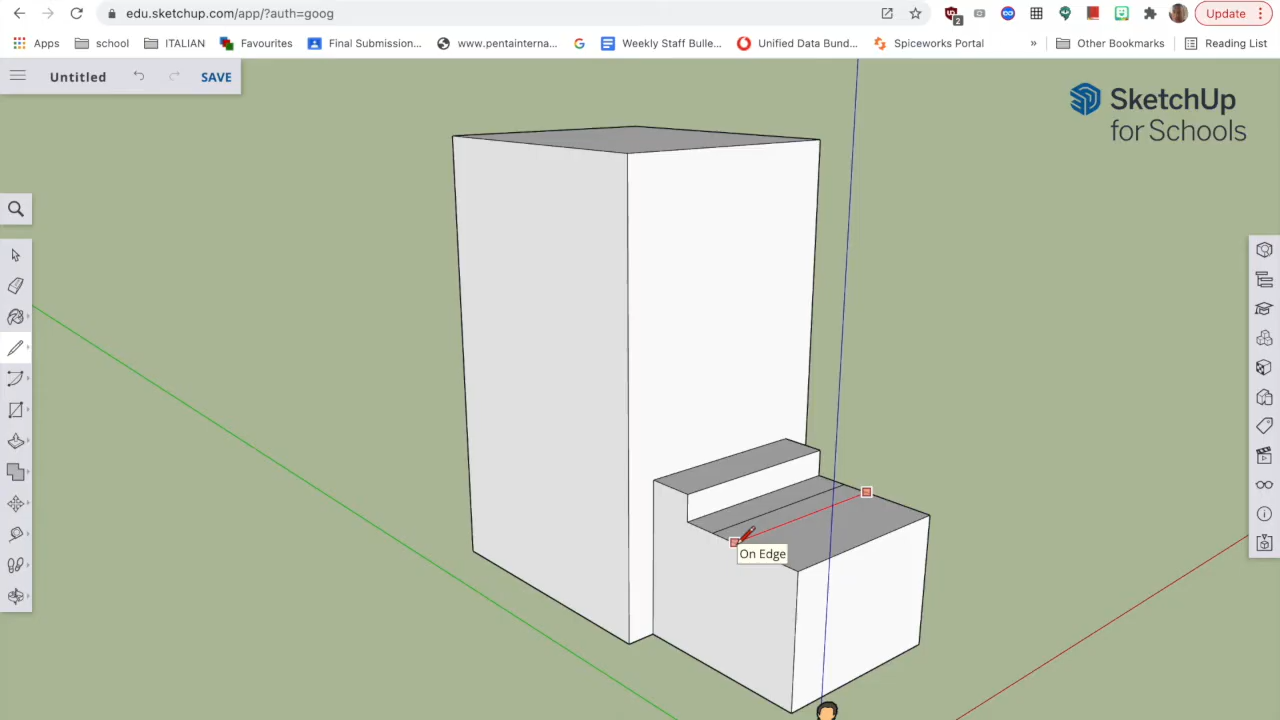 edu.sketchup.com/app/?auth=goog
2
Update
Apps
school
ITALIAN
Favourites
Final Submission...
www.pentainterna...
Weekly Staff Bulle...
Unified Data Bund...
Spiceworks Portal
»
Other Bookmarks
Reading List
Untitled
SAVE
SketchUp
for Schools
On Edge